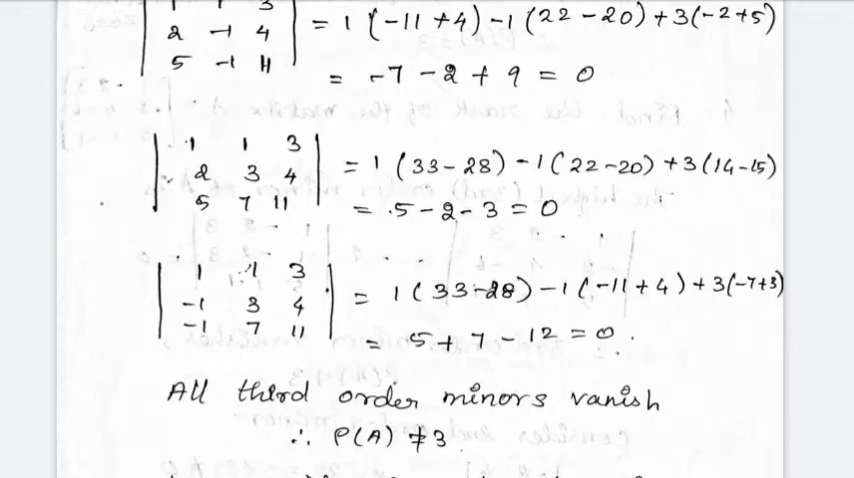 | 1 1 3 |
| 2 -1 4 | = 1 (-11 + 4) - 1 (22 - 20) + 3(-2+5)
| 5 -1 11 |
= -7 - 2 + 9 = 0
| 1 1 3 |
| 2 3 4 | = 1 (33 - 28) - 1 (22 - 20) + 3 (14 - 15)
| 5 7 11 |
= 5 - 2 - 3 = 0
| 1 1 3 |
| -1 3 4 | = 1 (33 - 28) - 1 (-11 + 4) + 3(-7+3)
| -1 7 11 |
= 5 + 7 - 12 = 0.
All third order minors vanish
∴ P(A) ≠ 3